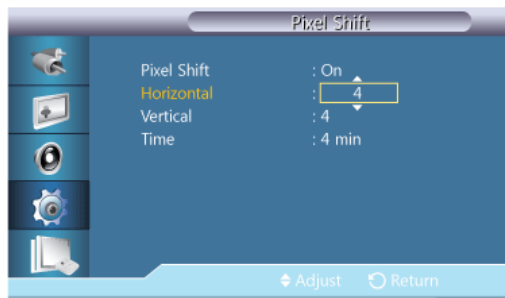 Pixel Shift
Pixel Shift : On
Horizontal : 4
Vertical : 4
Time : 4 min
Adjust Return